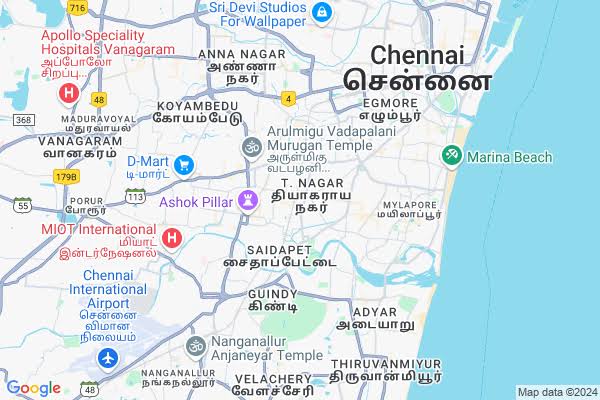 716
Sri Devi Studios
For Wallpaper
Apollo Speciality
Hospitals Vanagaram
அப்போலோ
சிறப்பு...
ANNA NAGAR
அண்ணா
நகர்
Chennai
சென்னை
48
4
EGMORE
எழும்பூர்
KOYAMBEDU
கோயம்பேடு
368
MADURAVOYAL
மதுரவாயல்
VANAGARAM
வானகரம்
Arulmigu Vadapalani
Murugan Temple
அருள்மிகு
வடபழனி...
Marina Beach
D-Mart
டி-மார்ட்
179B
T. NAGAR
தியாகராய
நகர்
113
55
PORUR
போரூர்
Ashok Pillar
MYLAPORE
மயிலாப்பூர்
MIOT International
மியாட்
இன்டர்நேஷனல்
SAIDAPET
சைதாப்பேட்டை
Chennai
International
Airport
சென்னை
விமான
நிலையம்
GUINDY
கிண்டி
ADYAR
அடையாறு
48
Nanganallur
Anjaneyar Temple
NANGANALLUR
நங்கநல்லூர்
THIRUVANMIYUR
திருவான்மியூர்
VELACHERY
வேளச்சேரி
Google
Map data ©2024